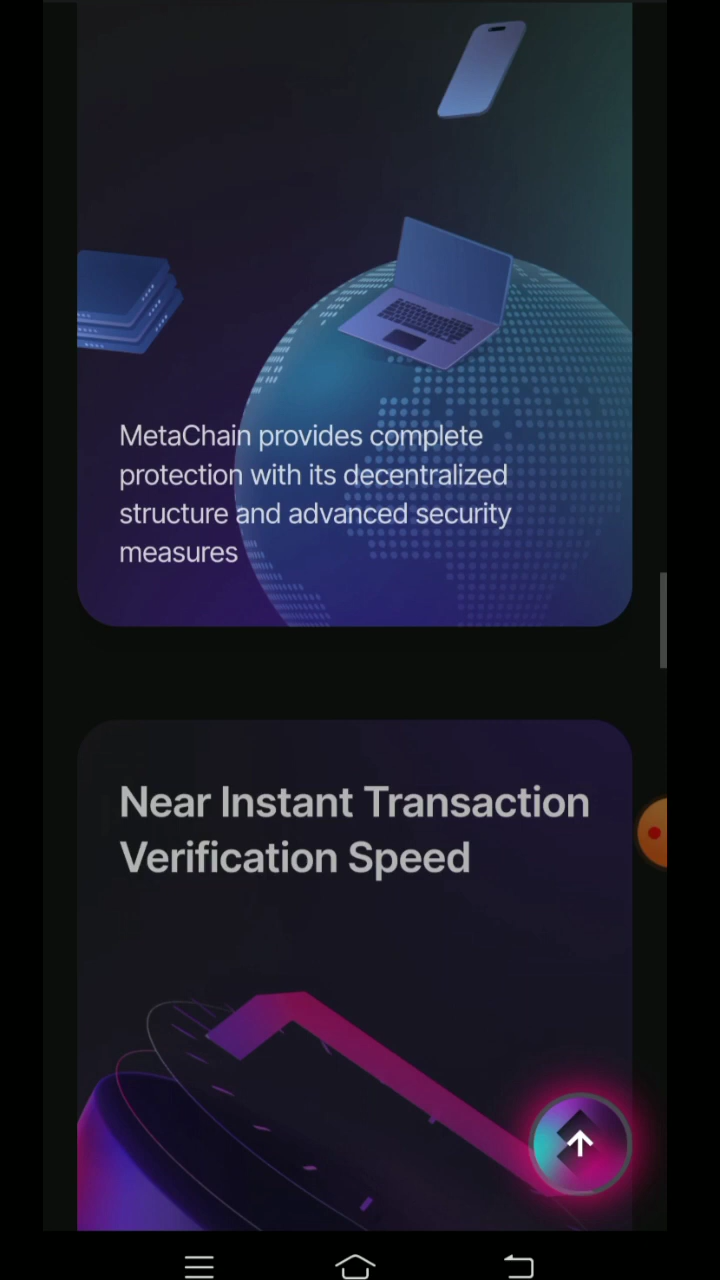 MetaChain provides complete
protection with its decentralized
structure and advanced security
measures
Near Instant Transaction
Verification Speed